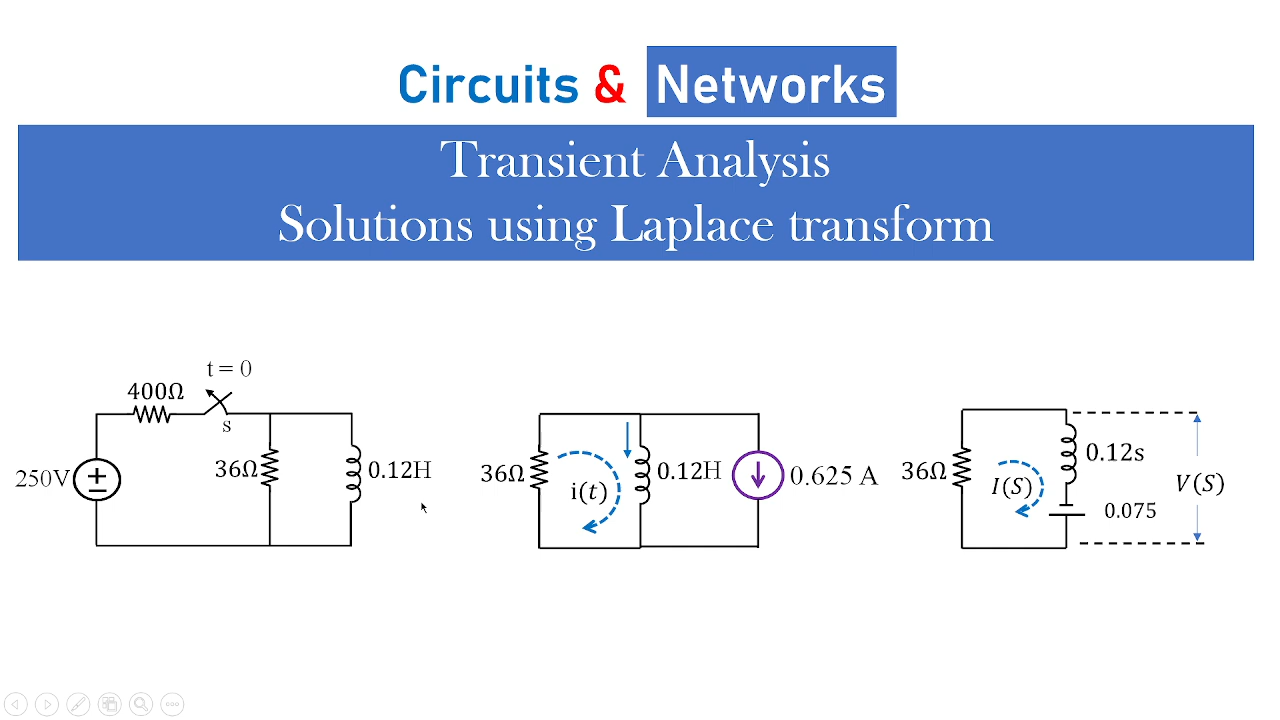 Circuits & Networks
Transient Analysis
Solutions using Laplace transform
t = 0
400Ω
s
250V
36Ω
0.12H
36Ω
i(t)
0.12H
0.625 A
36Ω
I(S)
0.12s
0.075
V(S)